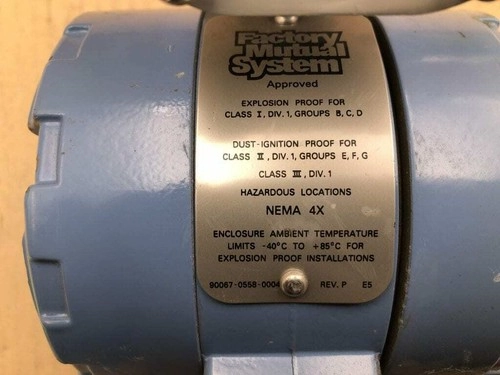 Factory
Mutual
System
Approved
EXPLOSION PROOF FOR
CLASS I, DIV. 1, GROUPS B, C, D
DUST-IGNITION PROOF FOR
CLASS II, DIV. 1, GROUPS E, F, G
CLASS III, DIV. 1
HAZARDOUS LOCATIONS
NEMA 4X
ENCLOSURE AMBIENT TEMPERATURE
LIMITS -40°C TO +85°C FOR
EXPLOSION PROOF INSTALLATIONS
90067-0558-0004 REV. P E5